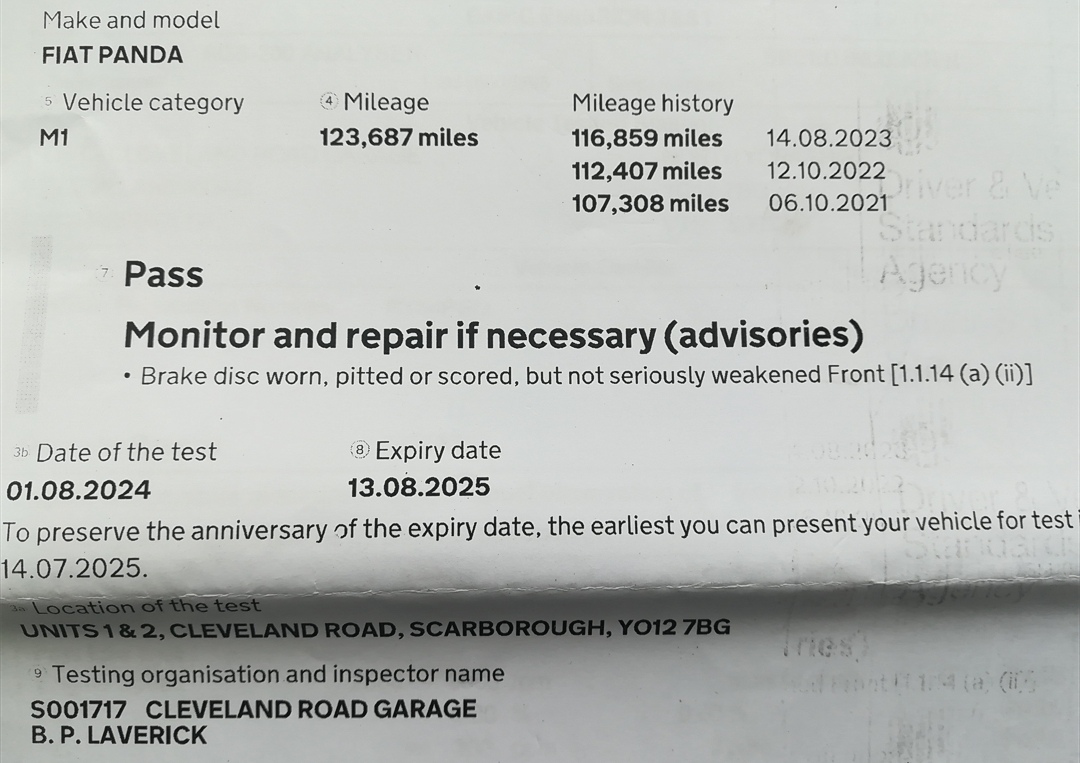 Make and model
FIAT PANDA
5 Vehicle category
4 Mileage
Mileage history
M1
123,687 miles
116,859 miles 14.08.2023
112,407 miles 12.10.2022
107,308 miles 06.10.2021
Driver & Ve
Standards
Agency
7 Pass
Monitor and repair if necessary (advisories)
• Brake disc worn, pitted or scored, but not seriously weakened Front [1.1.14 (a) (ii)]
3b Date of the test
8 Expiry date
01.08.2024
13.08.2025
To preserve the anniversary of the expiry date, the earliest you can present your vehicle for test
14.07.2025.
3a Location of the test
UNITS 1 & 2, CLEVELAND ROAD, SCARBOROUGH, YO12 7BG
9 Testing organisation and inspector name
S001717 CLEVELAND ROAD GARAGE
B. P. LAVERICK